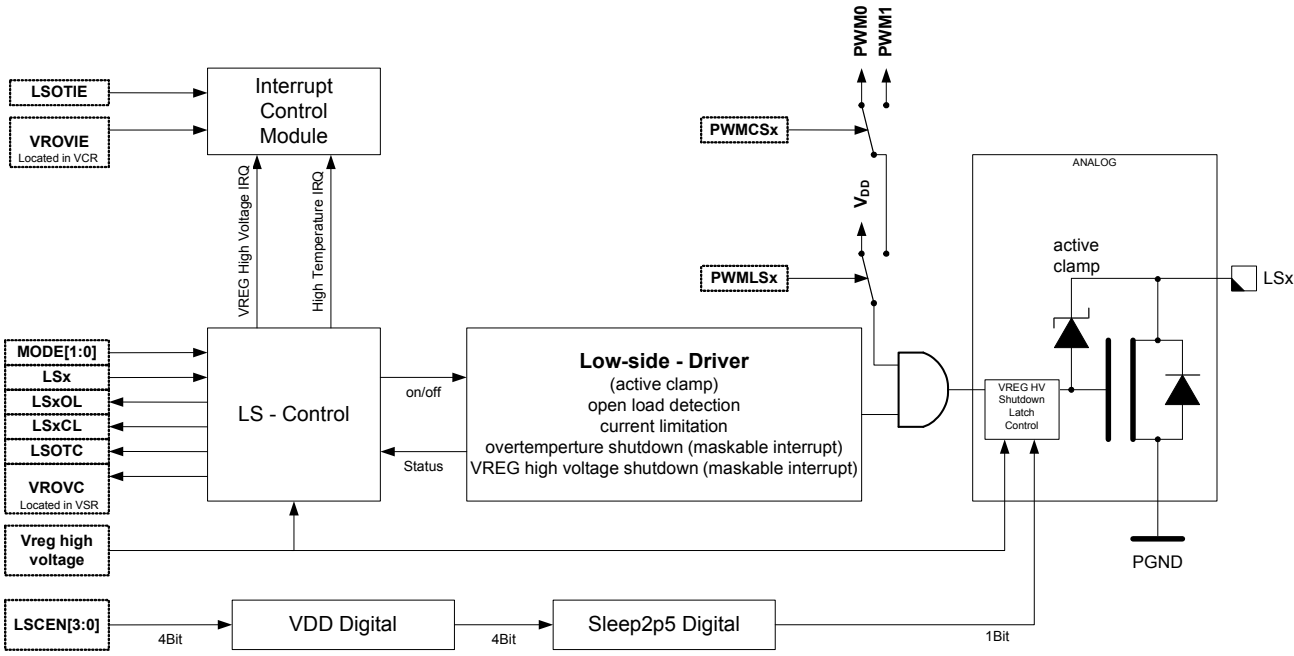 PWM0
PWM1
LSOTIE
VROVIE
Located in VCR
Interrupt
Control
Module
VREG High Voltage IRQ
High Temperature IRQ
PWMCSx
VDD
PWMLSx
ANALOG
active
clamp
LSx
MODE[1:0]
LSx
LSxOL
LSxCL
LSOTC
VROVC
Located in VSR
Vreg high
voltage
LS - Control
on/off
Status
Low-side - Driver
(active clamp)
open load detection
current limitation
overtemperture shutdown (maskable interrupt)
VREG high voltage shutdown (maskable interrupt)
VREG HV
Shutdown
Latch
Control
PGND
LSCEN[3:0]
4Bit
VDD Digital
4Bit
Sleep2p5 Digital
1Bit